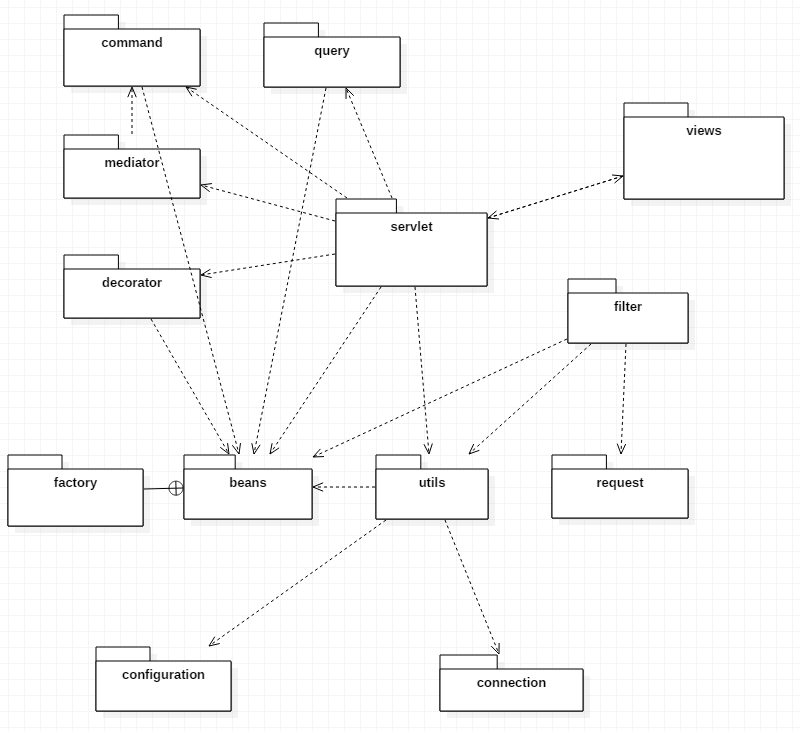 command
query
views
mediator
servlet
decorator
filter
factory
beans
utils
request
configuration
connection